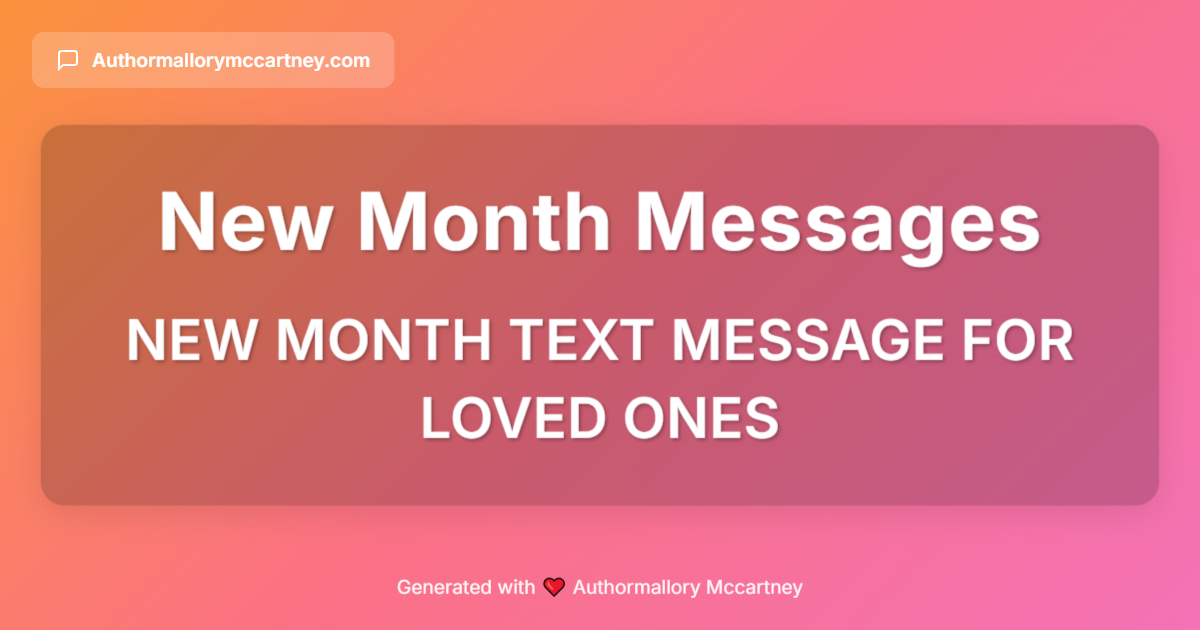 Authormallorymccartney.com
New Month Messages
NEW MONTH TEXT MESSAGE FOR
LOVED ONES
Generated with ❤️ Authormallory Mccartney